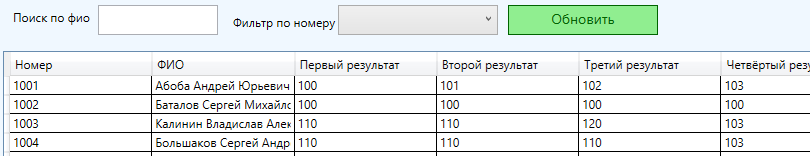 Поиск по фио
Фильтр по номеру
Обновить
Номер ФИО Первый результат Второй результат Третий результат Четвёртый резу
1001 Абоба Андрей Юрьевич 100 101 102 103
1002 Баталов Сергей Михайло 100 100 100 100
1003 Калинин Владислав Алек 110 110 120 103
1004 Большаков Сергей Андр 110 110 110 103